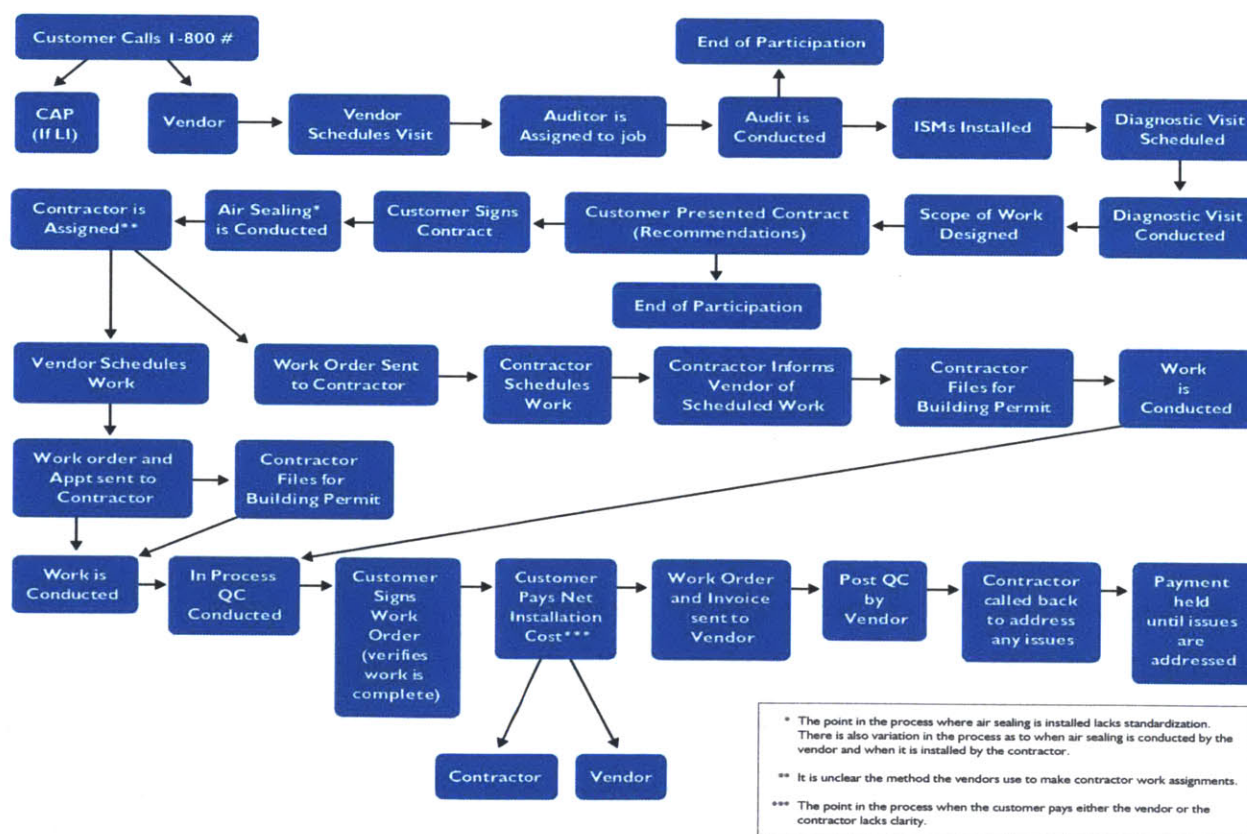 Customer Calls 1-800 #
End of Participation
CAP
(If LI)
Vendor
Vendor
Schedules Visit
Auditor is
Assigned to job
Audit is
Conducted
ISMs Installed
Diagnostic Visit
Scheduled
Contractor is
Assigned**
Air Sealing*
is Conducted
Customer Signs
Contract
Customer Presented Contract
(Recommendations)
Scope of Work
Designed
Diagnostic Visit
Conducted
End of Participation
Vendor Schedules
Work
Work Order Sent
to Contractor
Contractor
Schedules
Work
Contractor Informs
Vendor of
Scheduled Work
Contractor
Files for
Building Permit
Work
is
Conducted
Work order and
Appt sent to
Contractor
Contractor
Files for
Building Permit
Work is
Conducted
In Process
QC
Conducted
Customer
Signs
Work
Order
(verifies
work is
complete)
Customer
Pays Net
Installation
Cost***
Work Order
and Invoice
sent to
Vendor
Post QC
by
Vendor
Contractor
called back
to address
any issues
Payment
held
until issues
are
addressed
Contractor
Vendor
* The point in the process where air sealing is installed lacks standardization.
There is also variation in the process as to when air sealing is conducted by the
vendor and when it is installed by the contractor.
** It is unclear the method the vendors use to make contractor work assignments.
*** The point in the process when the customer pays either the vendor or the
contractor lacks clarity.